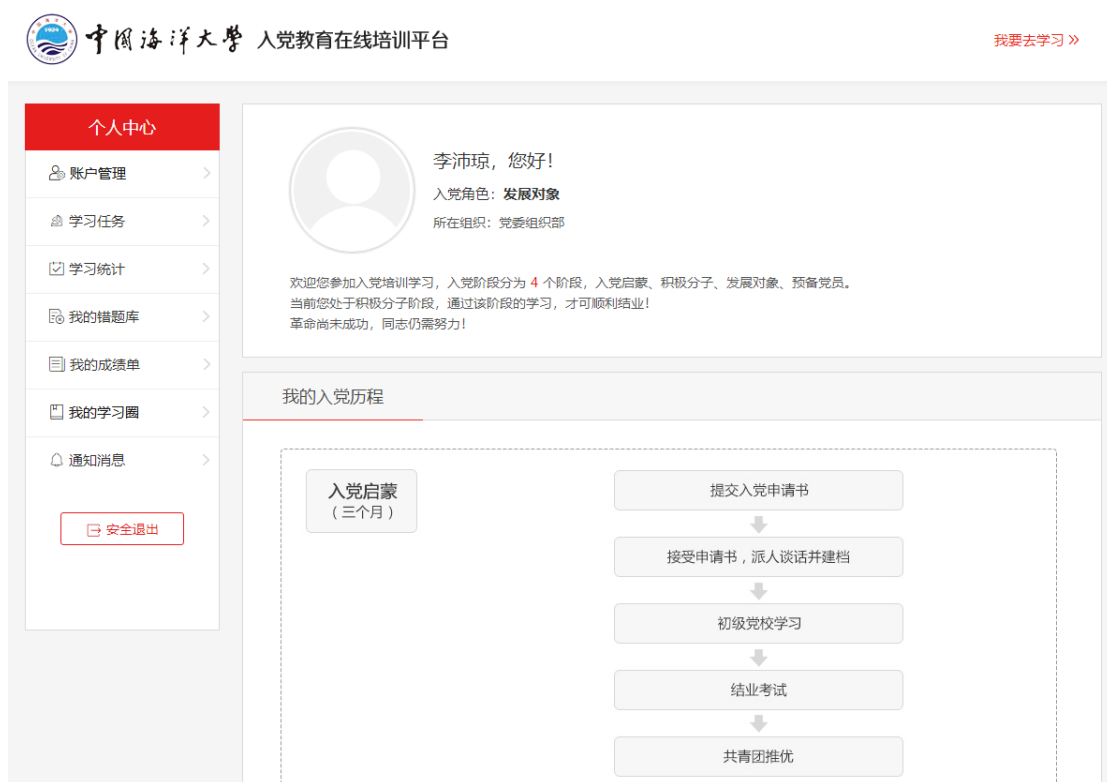 中国海洋大学 入党教育在线培训平台
我要去学习 »
个人中心
账户管理
学习任务
学习统计
我的错题库
我的成绩单
我的学习圈
通知消息
安全退出
李沛琼，您好！
入党角色：发展对象
所在组织：党委组织部
欢迎您参加入党培训学习，入党阶段分为 4 个阶段，入党启蒙、积极分子、发展对象、预备党员。
当前您处于积极分子阶段，通过该阶段的学习，才可顺利结业！
革命尚未成功，同志仍需努力！
我的入党历程
入党启蒙
（三个月）
提交入党申请书
接受申请书，派人谈话并建档
初级党校学习
结业考试
共青团推优